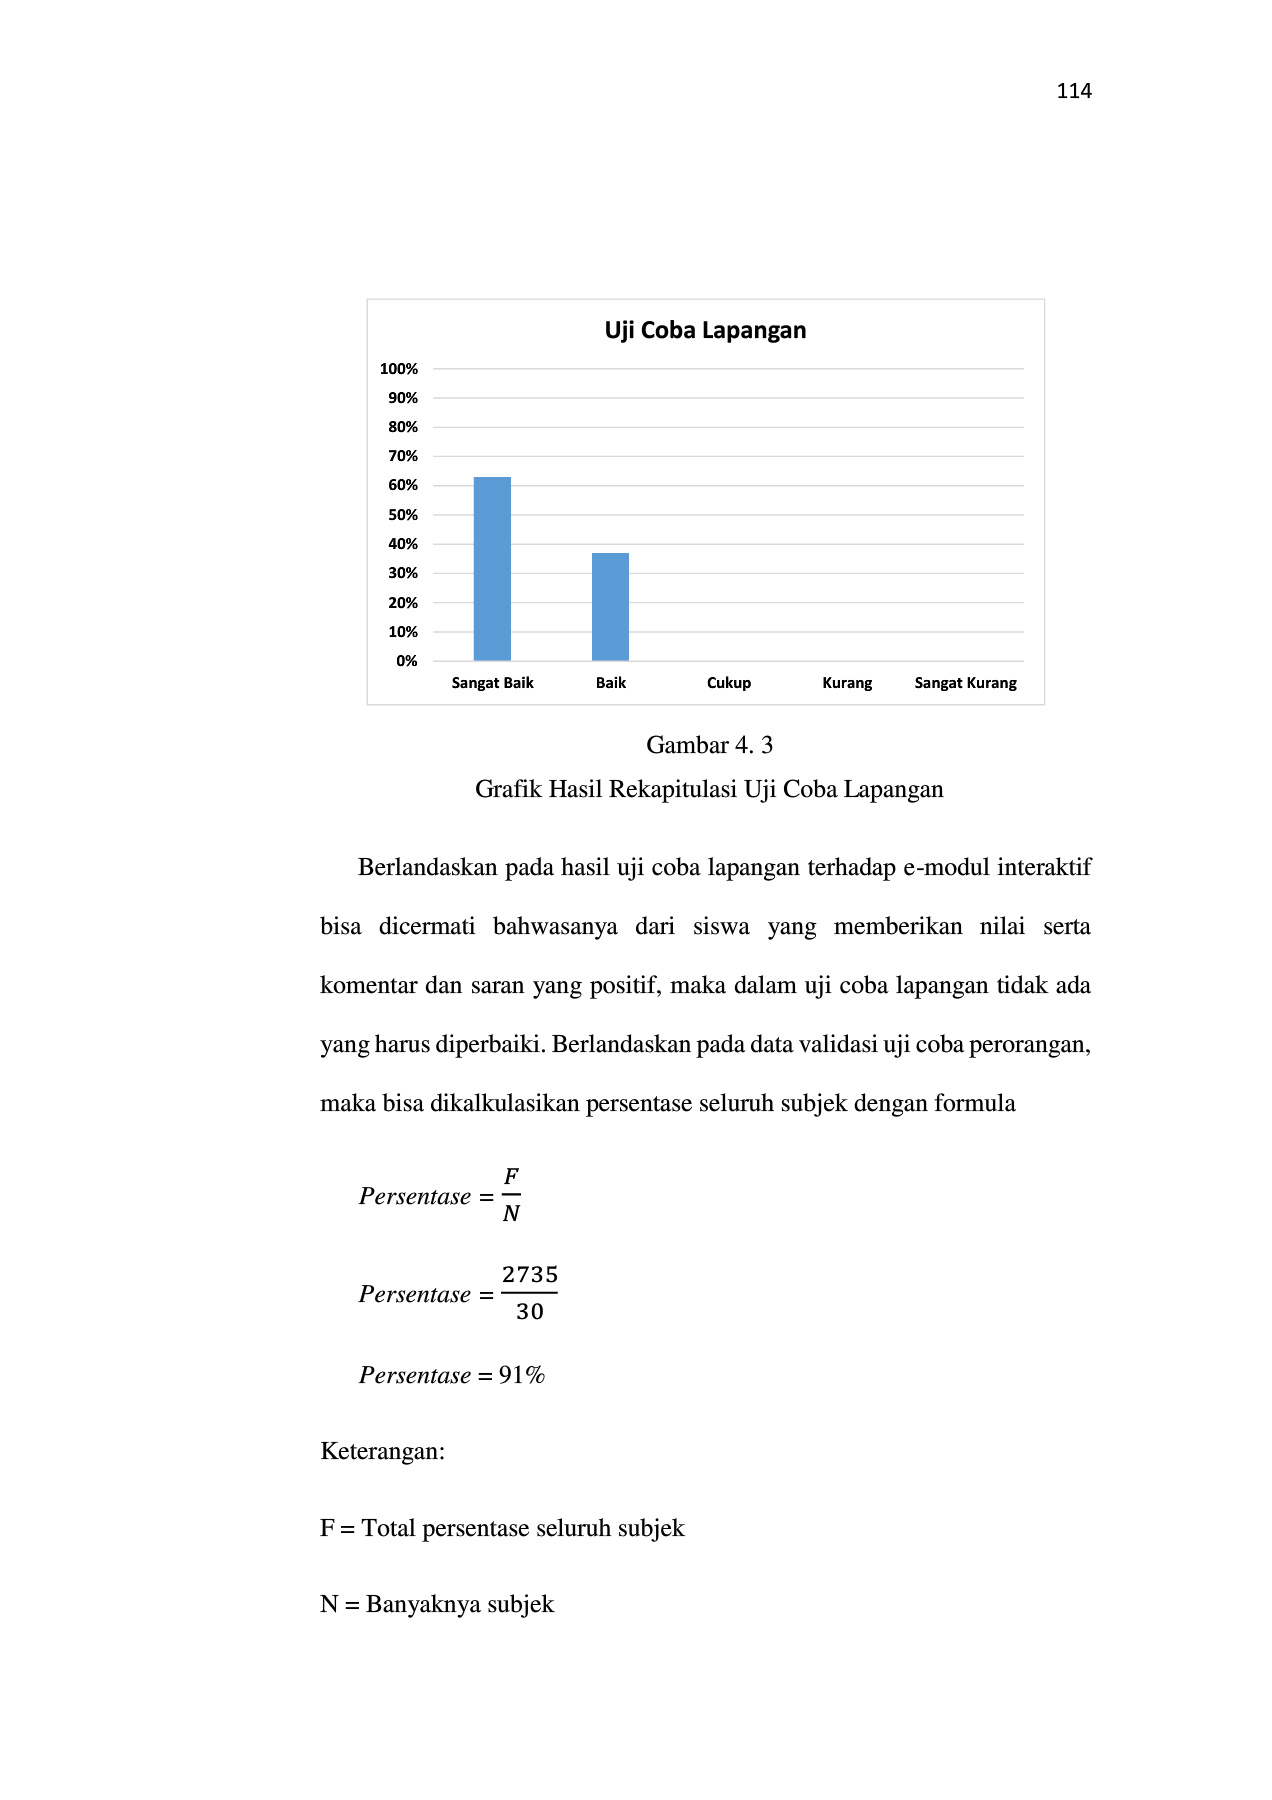 114
Uji Coba Lapangan
100%
90%
80%
70%
60%
50%
40%
30%
20%
10%
0%
Sangat Baik Baik Cukup Kurang Sangat Kurang
Gambar 4. 3
Grafik Hasil Rekapitulasi Uji Coba Lapangan
Berlandaskan pada hasil uji coba lapangan terhadap e-modul interaktif
bisa dicermati bahwasanya dari siswa yang memberikan nilai serta
komentar dan saran yang positif, maka dalam uji coba lapangan tidak ada
yang harus diperbaiki. Berlandaskan pada data validasi uji coba perorangan,
maka bisa dikalkulasikan persentase seluruh subjek dengan formula
Persentase = F/N
Persentase = 2735/30
Persentase = 91%
Keterangan:
F = Total persentase seluruh subjek
N = Banyaknya subjek